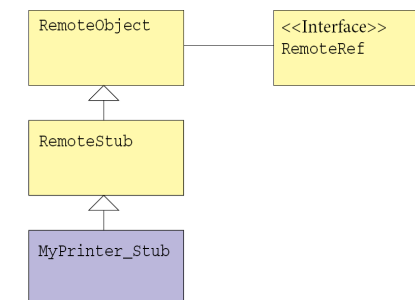 RemoteObject
<<Interface>>
RemoteRef
RemoteStub
MyPrinter_Stub